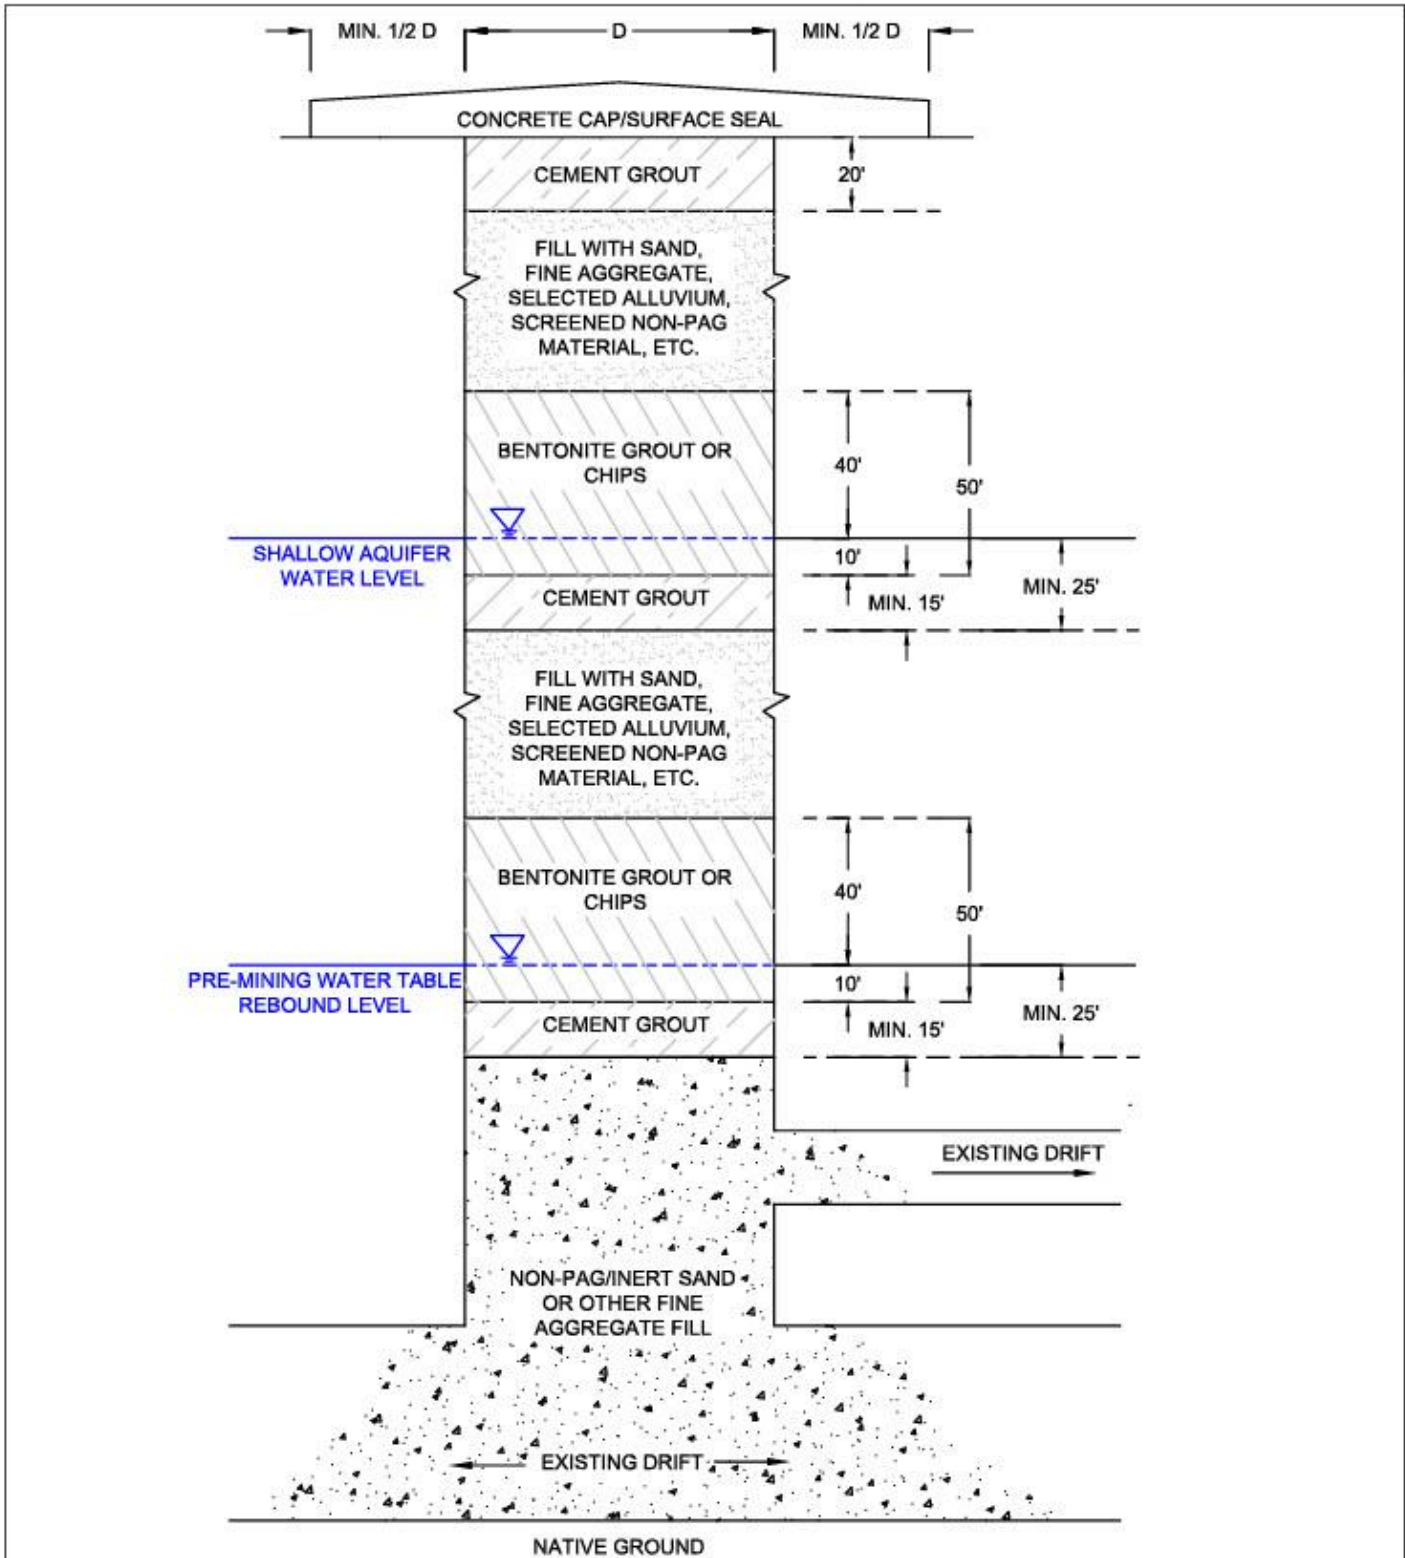 MIN. 1/2 D
D
MIN. 1/2 D
CONCRETE CAP/SURFACE SEAL
CEMENT GROUT
20'
FILL WITH SAND,
FINE AGGREGATE,
SELECTED ALLUVIUM,
SCREENED NON-PAG
MATERIAL, ETC.
BENTONITE GROUT OR
CHIPS
40'
50'
SHALLOW AQUIFER
WATER LEVEL
10'
CEMENT GROUT
MIN. 15'
MIN. 25'
FILL WITH SAND,
FINE AGGREGATE,
SELECTED ALLUVIUM,
SCREENED NON-PAG
MATERIAL, ETC.
BENTONITE GROUT OR
CHIPS
40'
50'
PRE-MINING WATER TABLE
REBOUND LEVEL
10'
CEMENT GROUT
MIN. 15'
MIN. 25'
EXISTING DRIFT
NON-PAG/INERT SAND
OR OTHER FINE
AGGREGATE FILL
EXISTING DRIFT
NATIVE GROUND